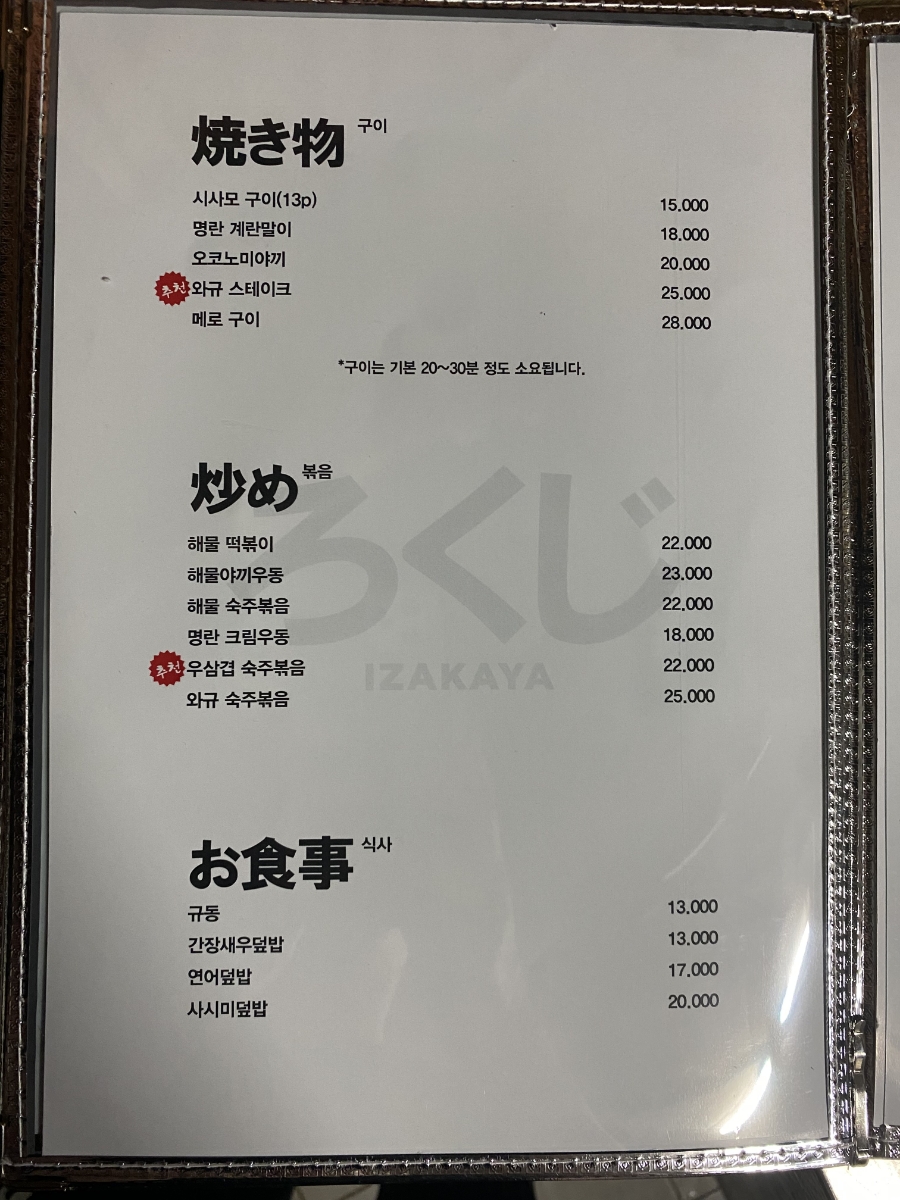 焼き物 구이
시사모 구이(13p) 15.000
명란 계란말이 18.000
오코노미야끼 20.000
추천 와규 스테이크 25.000
메로 구이 28.000
*구이는 기본 20~30분 정도 소요됩니다.
炒め 볶음
해물 떡볶이 22.000
해물야끼우동 23.000
해물 숙주볶음 22.000
명란 크림우동 18.000
추천 우삼겹 숙주볶음 22.000
와규 숙주볶음 25.000
ろくじ
IZAKAYA
お食事 식사
규동 13.000
간장새우덮밥 13.000
연어덮밥 17.000
사시미덮밥 20.000